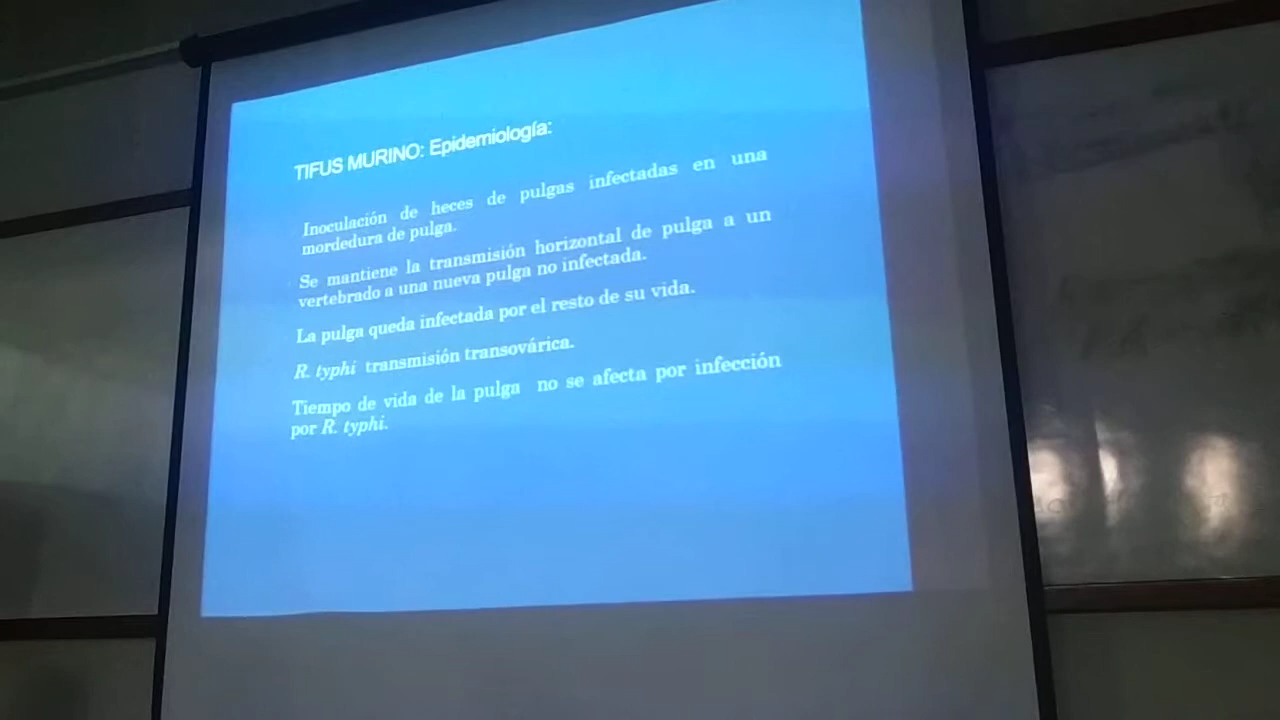 TIFUS MURINO: Epidemiología:
Inoculación de heces de pulgas infectadas en una
mordedura de pulga.
Se mantiene la transmisión horizontal de pulga a un
vertebrado a una nueva pulga no infectada.
La pulga queda infectada por el resto de su vida.
R. typhi transmisión transovárica.
Tiempo de vida de la pulga no se afecta por infección
por R. typhi.